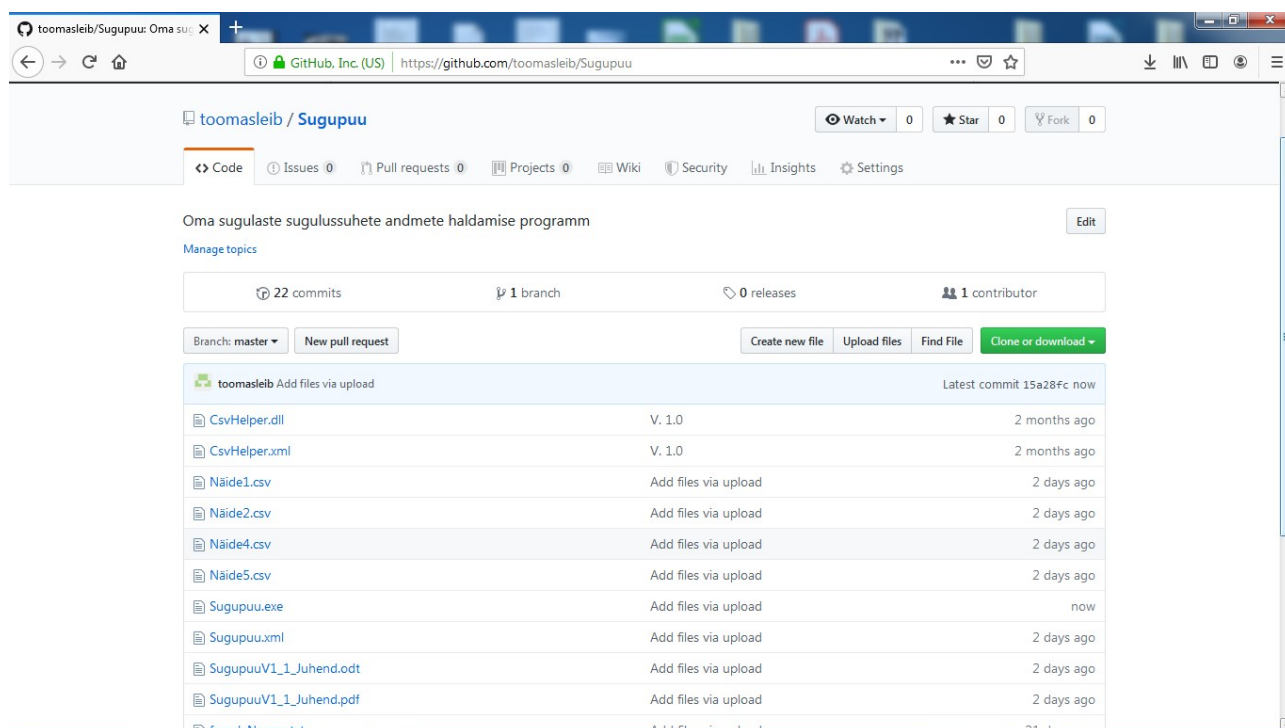 toomasleib/Sugupuu: Oma sug
GitHub, Inc. (US) https://github.com/toomasleib/Sugupuu
toomasleib / Sugupuu Watch 0 Star 0 Fork 0
Code Issues 0 Pull requests 0 Projects 0 Wiki Security Insights Settings
Oma sugulaste sugulussuhete andmete haldamise programm Edit
Manage topics
22 commits 1 branch 0 releases 1 contributor
Branch: master New pull request Create new file Upload files Find File Clone or download
toomasleib Add files via upload Latest commit 15a28fc now
CsvHelper.dll V. 1.0 2 months ago
CsvHelper.xml V. 1.0 2 months ago
Näide1.csv Add files via upload 2 days ago
Näide2.csv Add files via upload 2 days ago
Näide4.csv Add files via upload 2 days ago
Näide5.csv Add files via upload 2 days ago
Sugupuu.exe Add files via upload now
Sugupuu.xml Add files via upload 2 days ago
SugupuuV1_1_Juhend.odt Add files via upload 2 days ago
SugupuuV1_1_Juhend.pdf Add files via upload 2 days ago